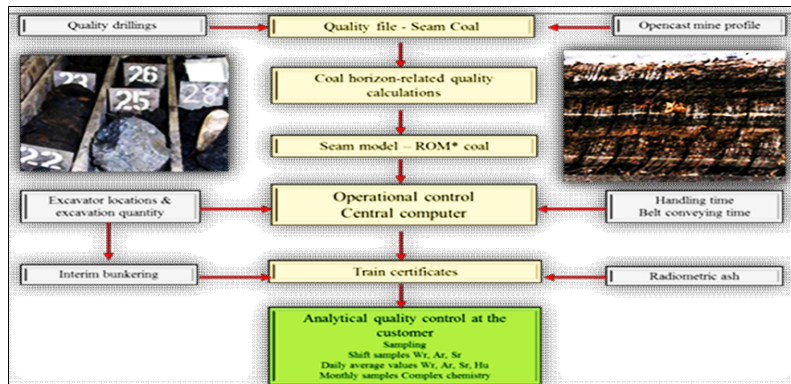 Quality drillings
Quality file - Seam Coal
Opencast mine profile
Coal horizon-related quality
calculations
23
26
25
28
22
Seam model – ROM* coal
Excavator locations &
excavation quantity
Operational control
Central computer
Handling time
Belt conveying time
Interim bunkering
Train certificates
Radiometric ash
Analytical quality control at the
customer
Sampling
Shift samples Wr, Ar, Sr
Daily average values Wr, Ar, Sr, Hu
Monthly samples Complex chemistry